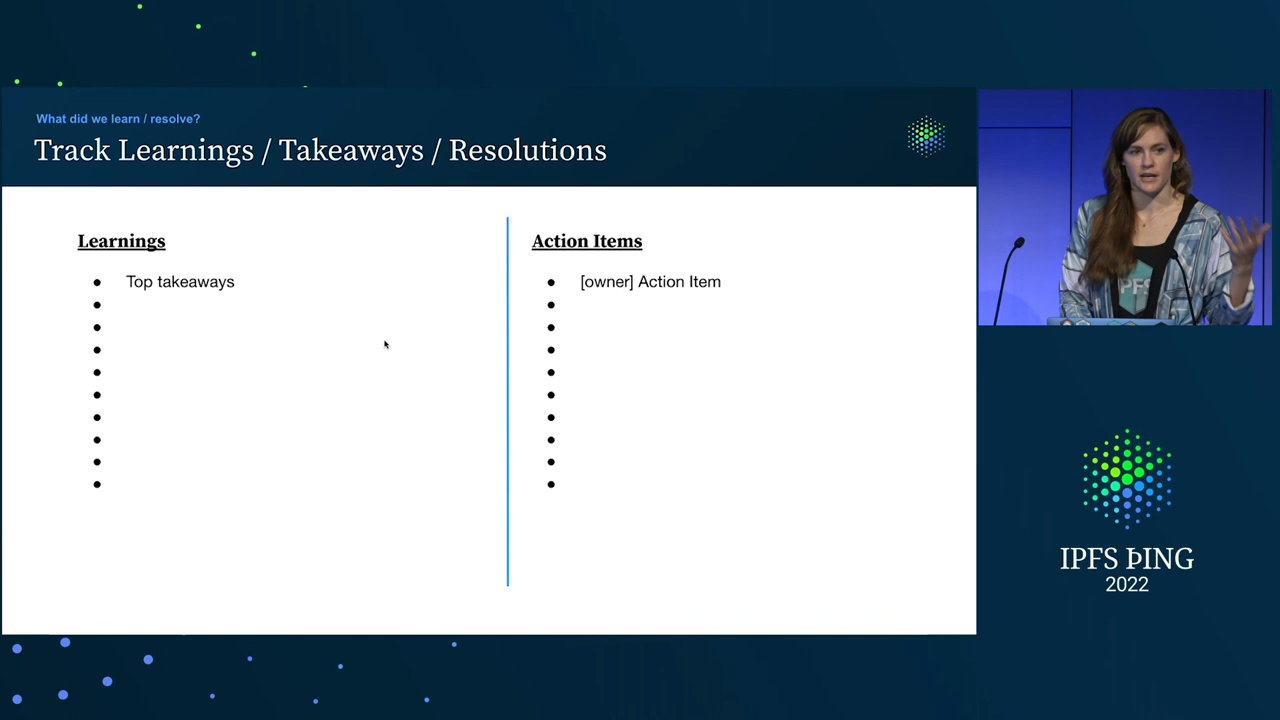 What did we learn / resolve?
Track Learnings / Takeaways / Resolutions
Learnings
• Top takeaways
Action Items
• [owner] Action Item
IPFS
IPFS ÞING
2022